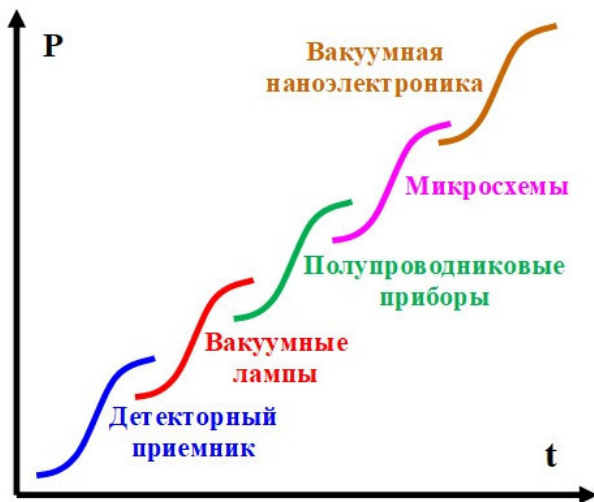 P
Вакуумная
наноэлектроника
Микросхемы
Полупроводниковые
приборы
Вакуумные
лампы
Детекторный
приемник
t